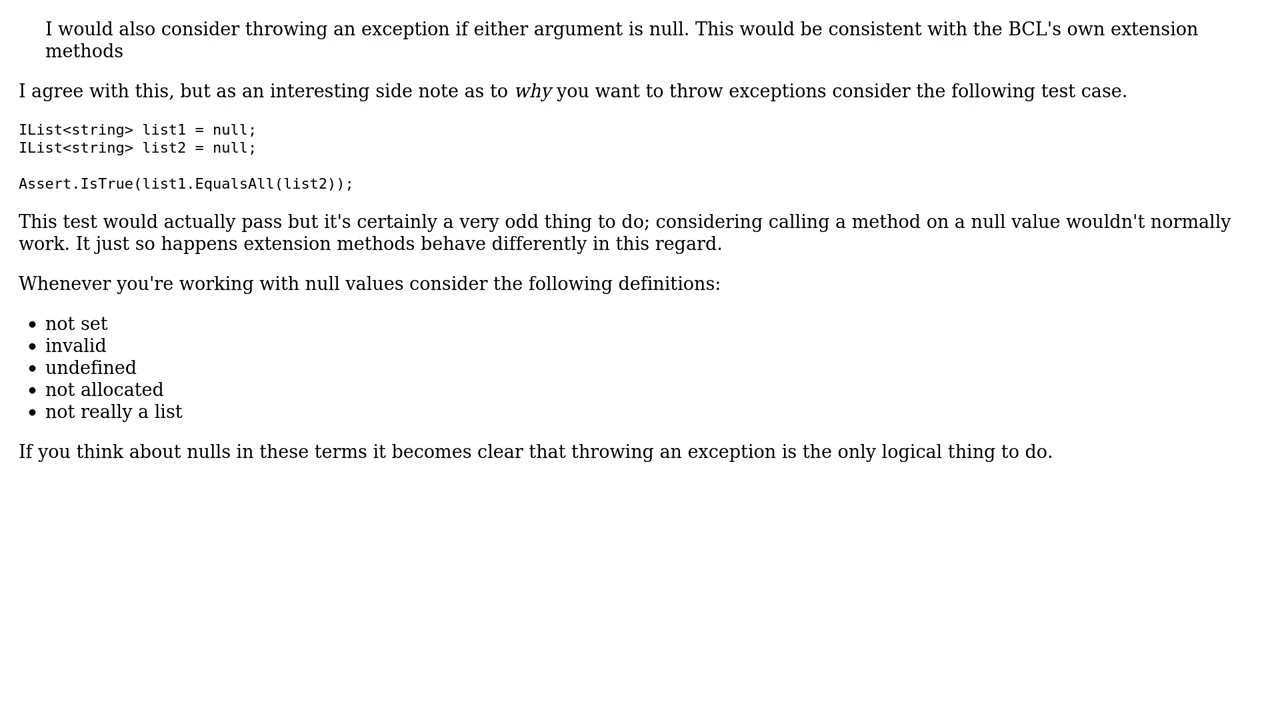 I would also consider throwing an exception if either argument is null. This would be consistent with the BCL's own extension
methods
I agree with this, but as an interesting side note as to why you want to throw exceptions consider the following test case.
IList<string> list1 = null;
IList<string> list2 = null;
Assert.IsTrue(list1.EqualsAll(list2));
This test would actually pass but it's certainly a very odd thing to do; considering calling a method on a null value wouldn't normally
work. It just so happens extension methods behave differently in this regard.
Whenever you're working with null values consider the following definitions:
• not set
• invalid
• undefined
• not allocated
• not really a list
If you think about nulls in these terms it becomes clear that throwing an exception is the only logical thing to do.